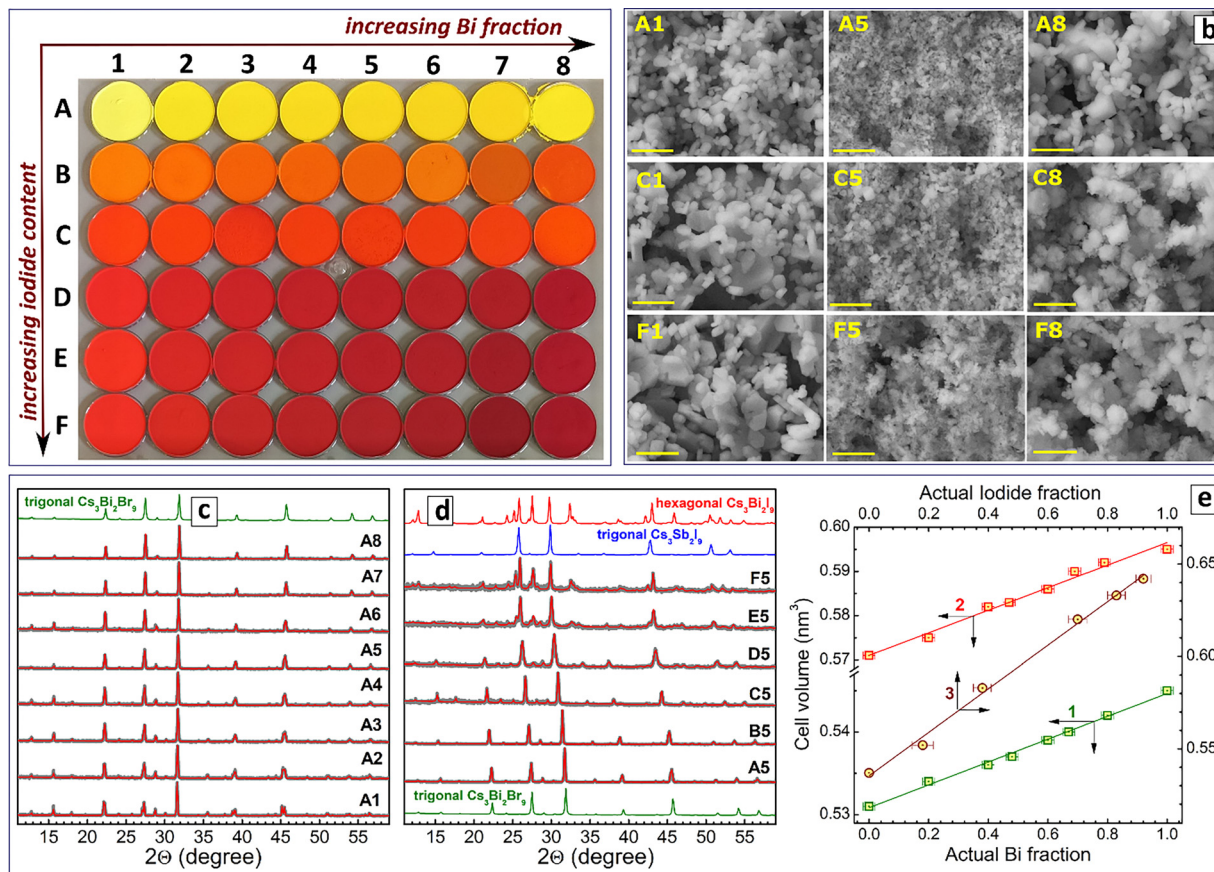 increasing Bi fraction
1 2 3 4 5 6 7 8
increasing iodide content
A
B
C
D
E
F
b
A1 A5 A8
C1 C5 C8
F1 F5 F8
c
trigonal Cs3Bi2Br9
A8
A7
A6
A5
A4
A3
A2
A1
15 20 25 30 35 40 45 50 55
2Θ (degree)
d
hexagonal Cs3Bi2I9
trigonal Cs3Sb2I9
F5
E5
D5
C5
B5
A5
trigonal Cs3Bi2Br9
15 20 25 30 35 40 45 50 55
2Θ (degree)
e
Actual Iodide fraction
0.0 0.2 0.4 0.6 0.8 1.0
Cell volume (nm3)
0.60
0.59
0.58
0.57
0.54
0.53
0.65
0.60
0.55
2
3
1
0.0 0.2 0.4 0.6 0.8 1.0
Actual Bi fraction